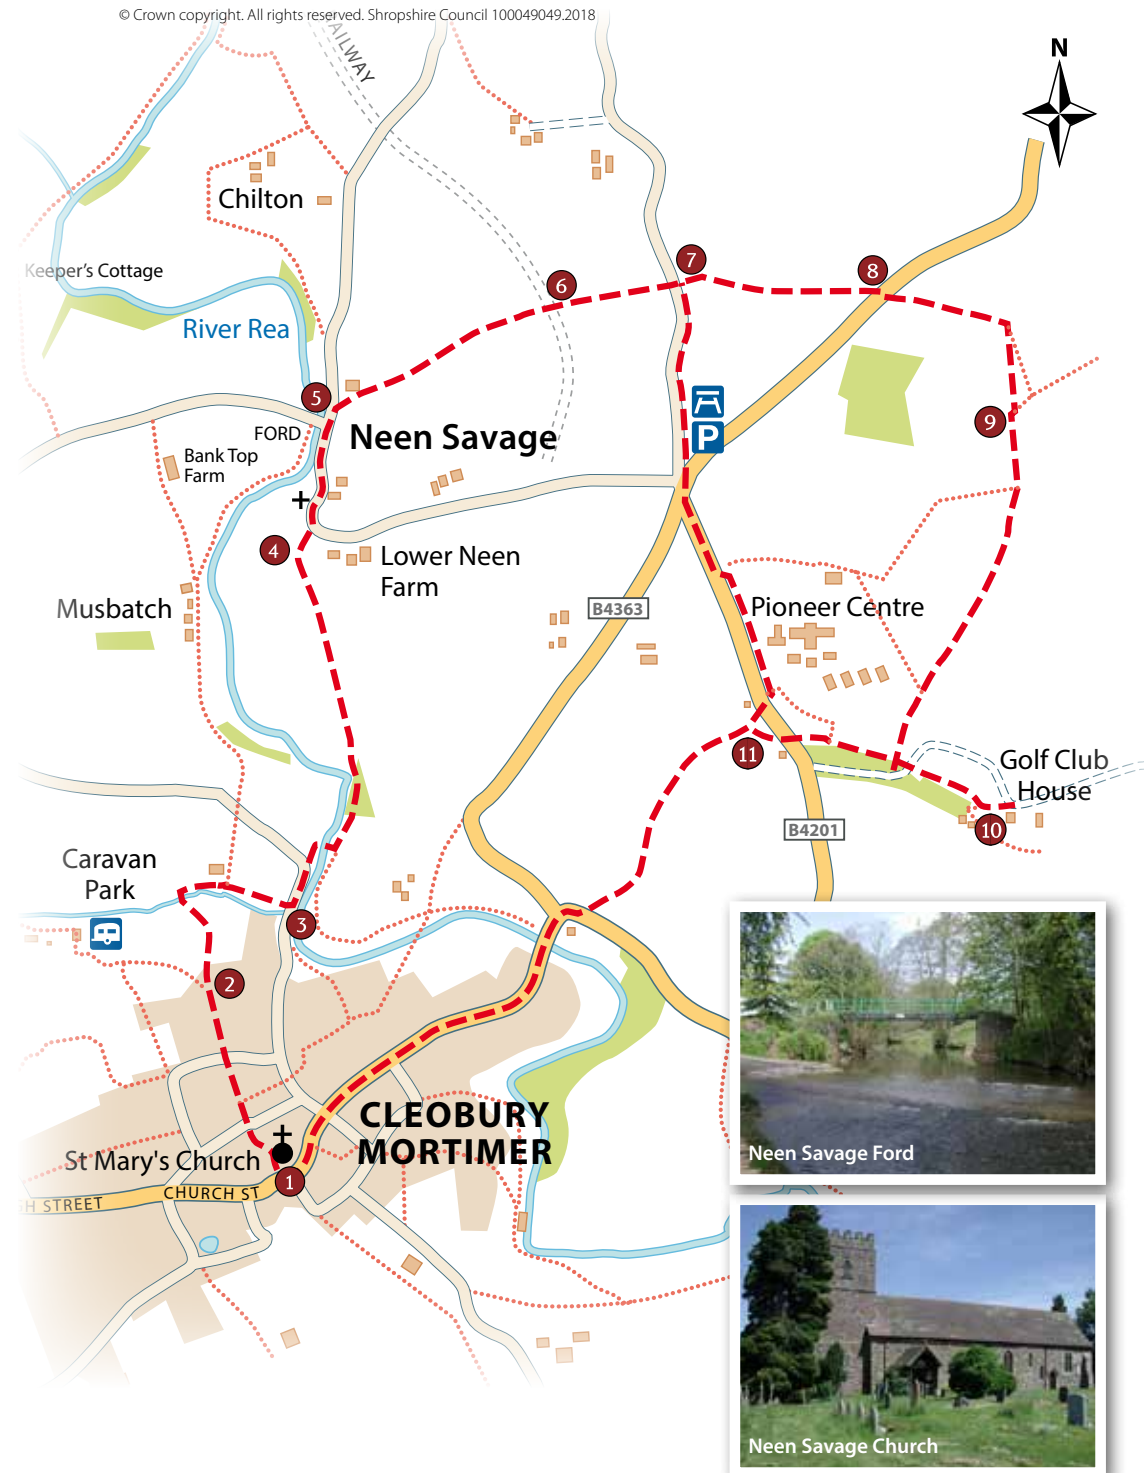 © Crown copyright. All rights reserved. Shropshire Council 100049049.2018
AILWAY
N
Chilton
Keeper's Cottage
River Rea
7
8
6
5
FORD
Neen Savage
P
9
Bank Top
Farm
4
Lower Neen
Farm
Musbatch
B4363
Pioneer Centre
11
Golf Club
House
B4201
10
Caravan
Park
3
2
CLEOBURY
MORTIMER
St Mary's Church
1
CHURCH ST
H STREET
Neen Savage Ford
Neen Savage Church